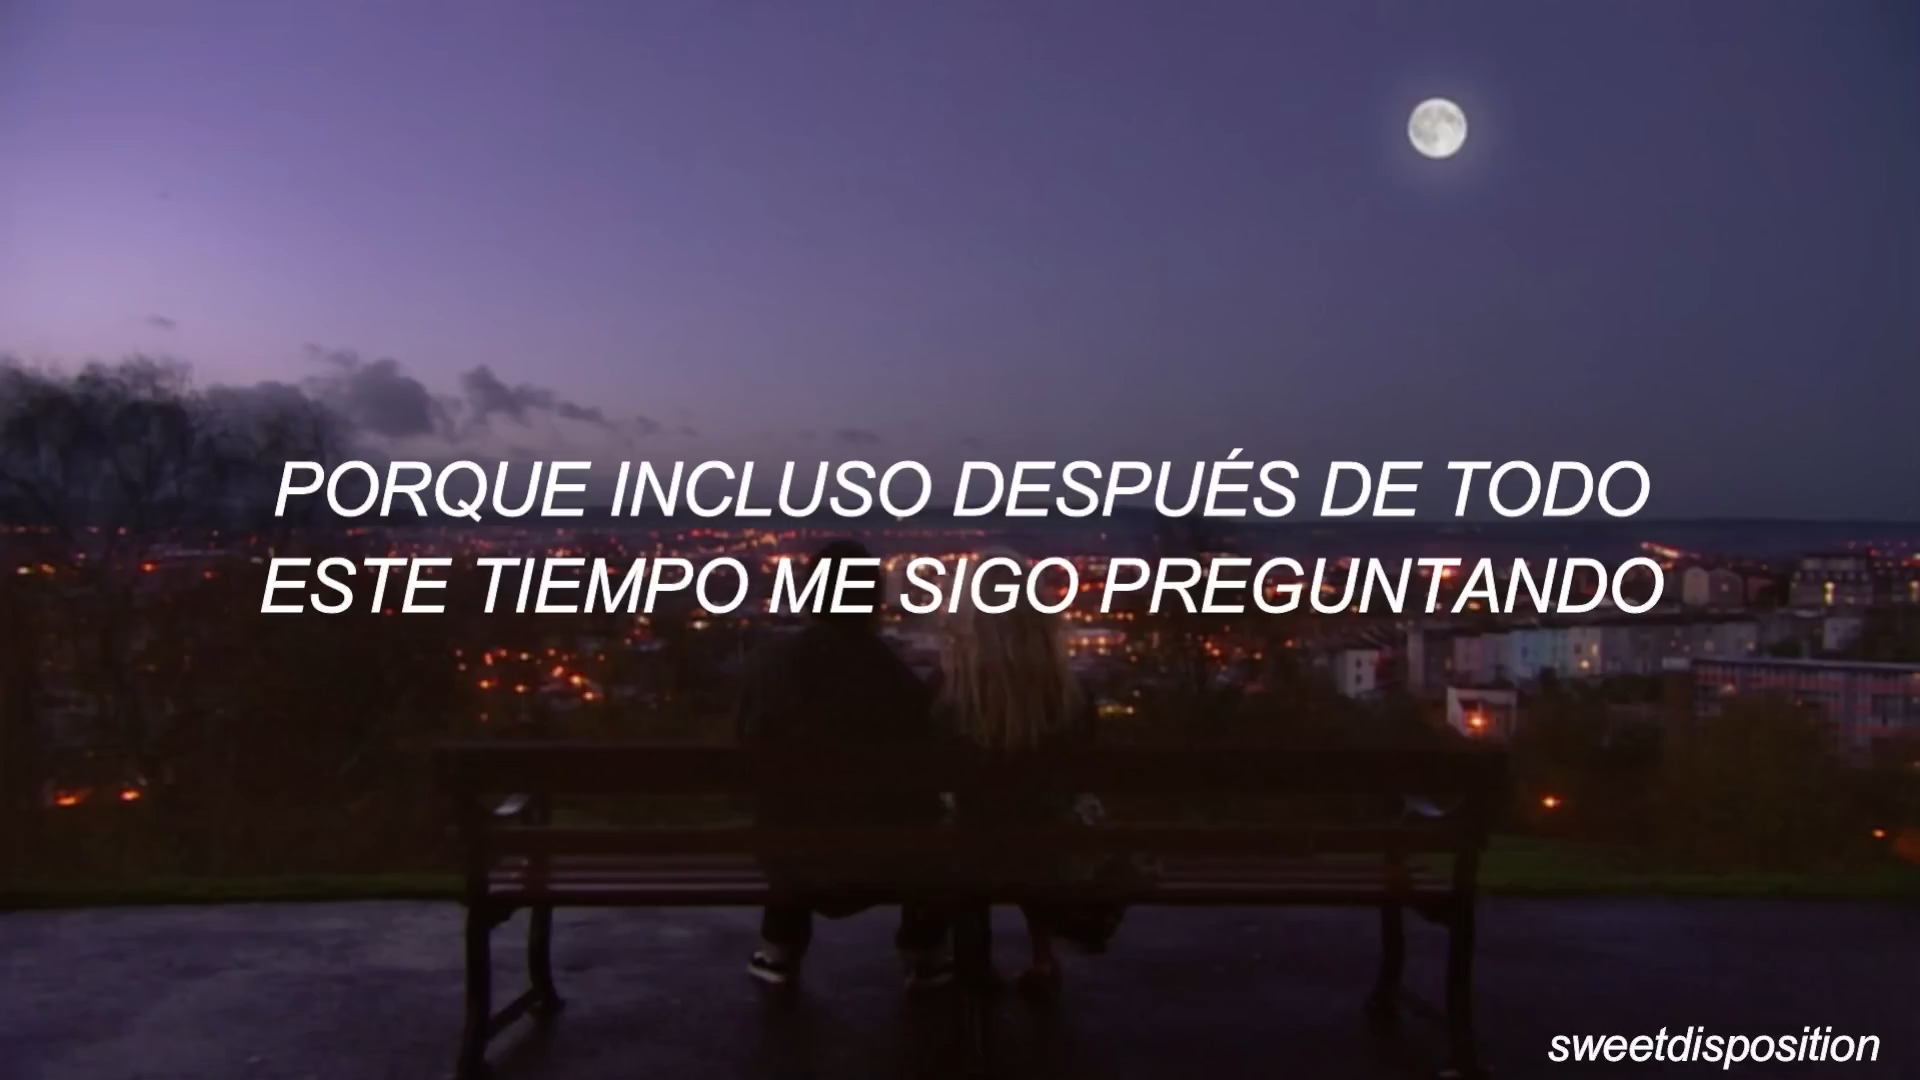 PORQUE INCLUSO DESPUÉS DE TODO
ESTE TIEMPO ME SIGO PREGUNTANDO
sweetdisposition